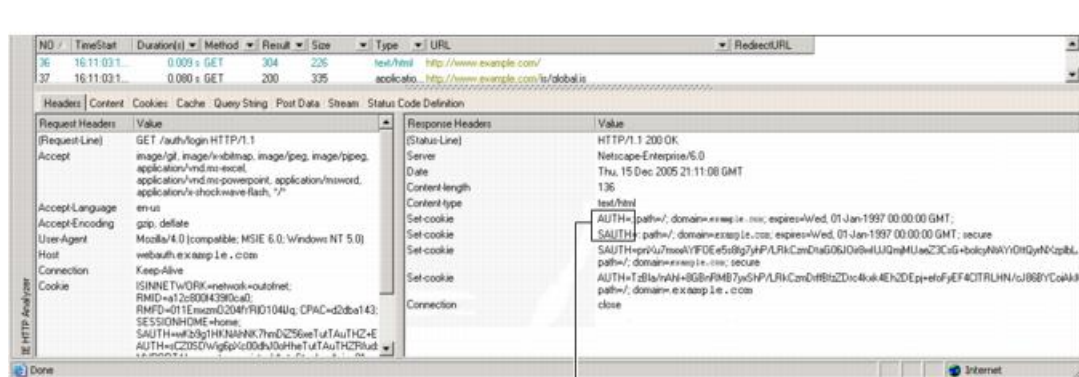 NO TimeStart Duration(s) Method Result Size Type URL RedirectURL
36 16:11:03:1... 0.009 s GET 304 226 text/html http://www.example.com/
37 16:11:03:1... 0.080 s GET 200 335 applicatio... http://www.example.com/js/global.js
Headers Content Cookies Cache Query String Post Data Stream Status Code Definition
Request Headers Value
(Request-Line) GET /auth/login HTTP/1.1
Accept image/gif, image/x-xbitmap, image/jpeg, image/pjpeg,
application/vnd.ms-excel,
application/vnd.ms-powerpoint, application/msword,
application/x-shockwave-flash, */*
Accept-Language en-us
Accept-Encoding gzip, deflate
User-Agent Mozilla/4.0 (compatible; MSIE 6.0; Windows NT 5.0)
Host webauth.example.com
Connection Keep-Alive
Cookie ISINNETWORK=network=outofnet;
SESSIONHOME=home;
Response Headers Value
(Status-Line) HTTP/1.1 200 OK
Server Netscape-Enterprise/6.0
Date Thu, 15 Dec 2005 21:11:08 GMT
Content-length 136
Content-type text/html
Set-cookie AUTH=; path=/; domain=.example.com; expires=Wed, 01-Jan-1997 00:00:00 GMT;
Set-cookie SAUTH=; path=/; domain=.example.com; expires=Wed, 01-Jan-1997 00:00:00 GMT; secure
Set-cookie
path=/; domain=.example.com; secure
Set-cookie
path=/; domain=.example.com
Connection close
IE HTTP Analyzer
Done Internet